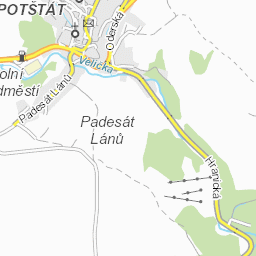 POTŠTÁT
Oderská
Velička
olní
dměstí
Padesát Lánů
Padesát
Lánů
Hranická